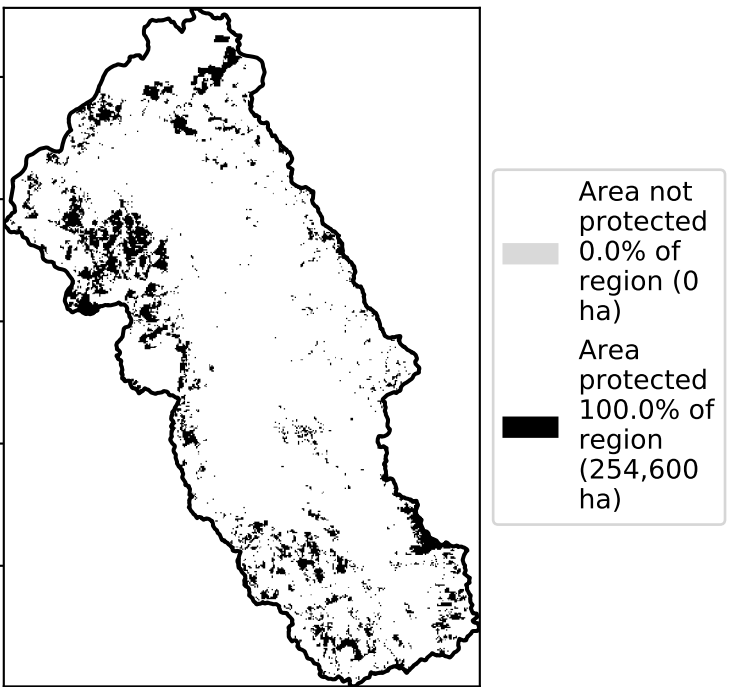 Area not
protected
0.0% of
region (0
ha)
Area
protected
100.0% of
region
(254,600
ha)